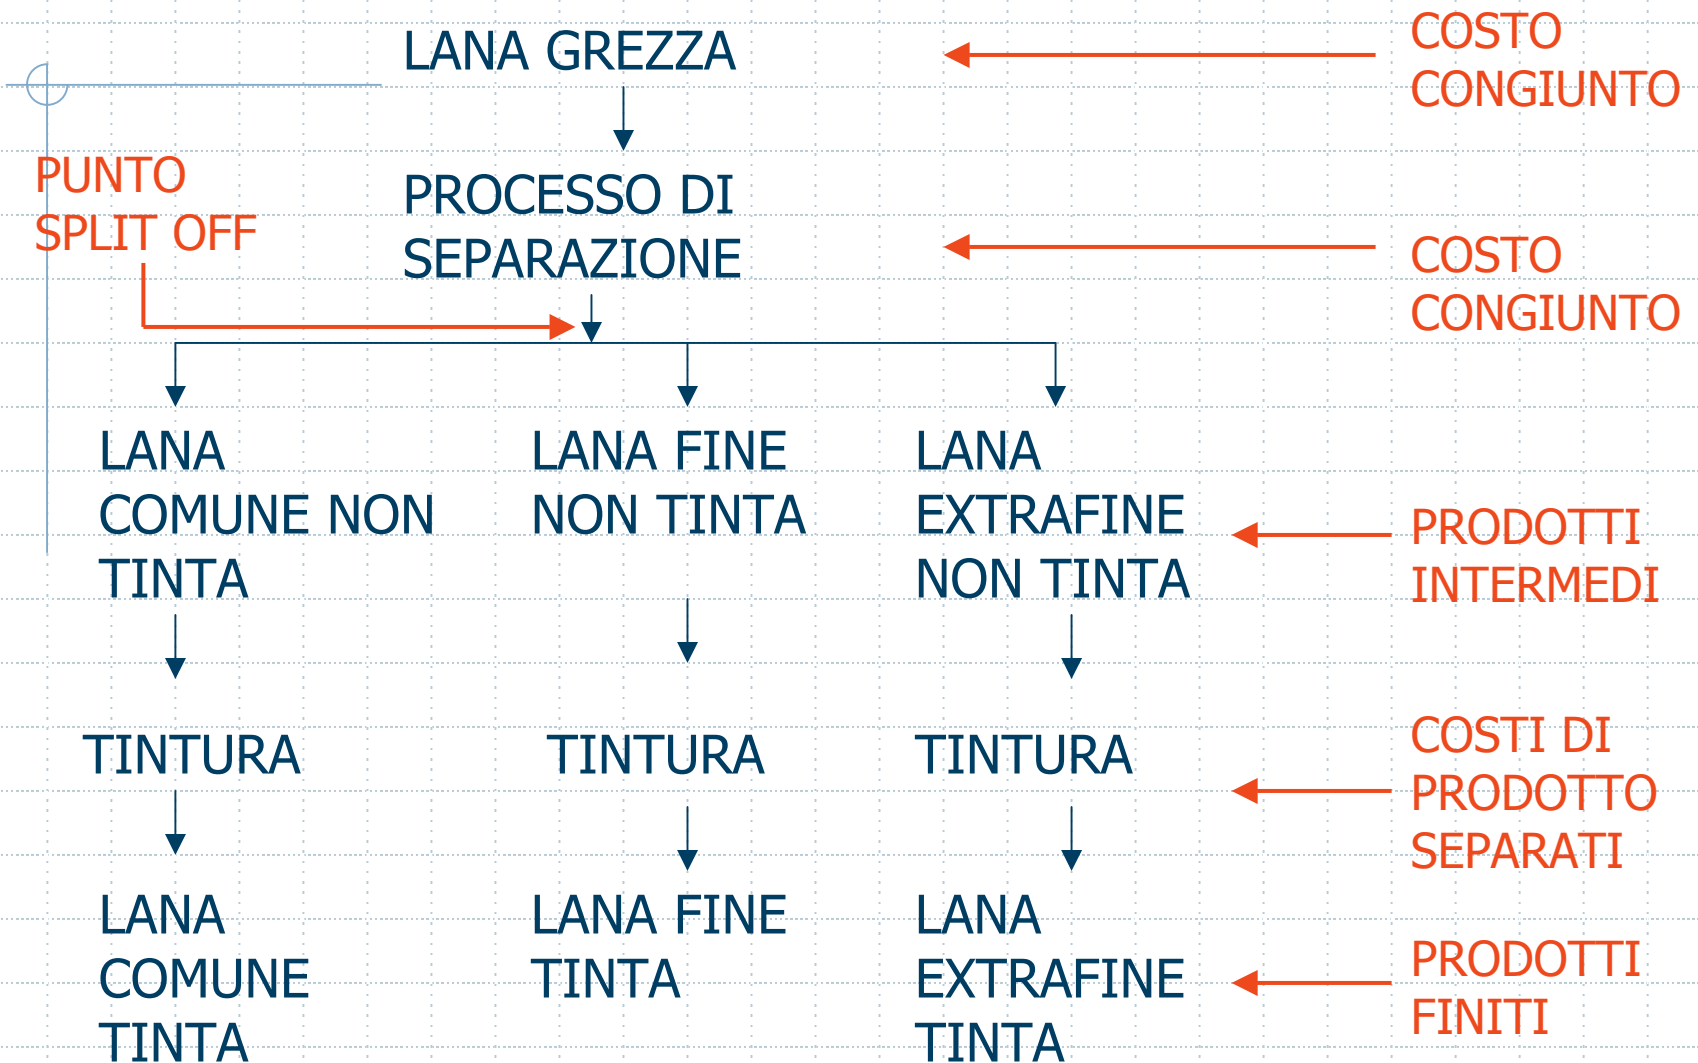 LANA GREZZA
COSTO
CONGIUNTO
PUNTO
SPLIT OFF
PROCESSO DI
SEPARAZIONE
COSTO
CONGIUNTO
LANA
COMUNE NON
TINTA
LANA FINE
NON TINTA
LANA
EXTRAFINE
NON TINTA
PRODOTTI
INTERMEDI
TINTURA
TINTURA
TINTURA
COSTI DI
PRODOTTO
SEPARATI
LANA
COMUNE
TINTA
LANA FINE
TINTA
LANA
EXTRAFINE
TINTA
PRODOTTI
FINITI